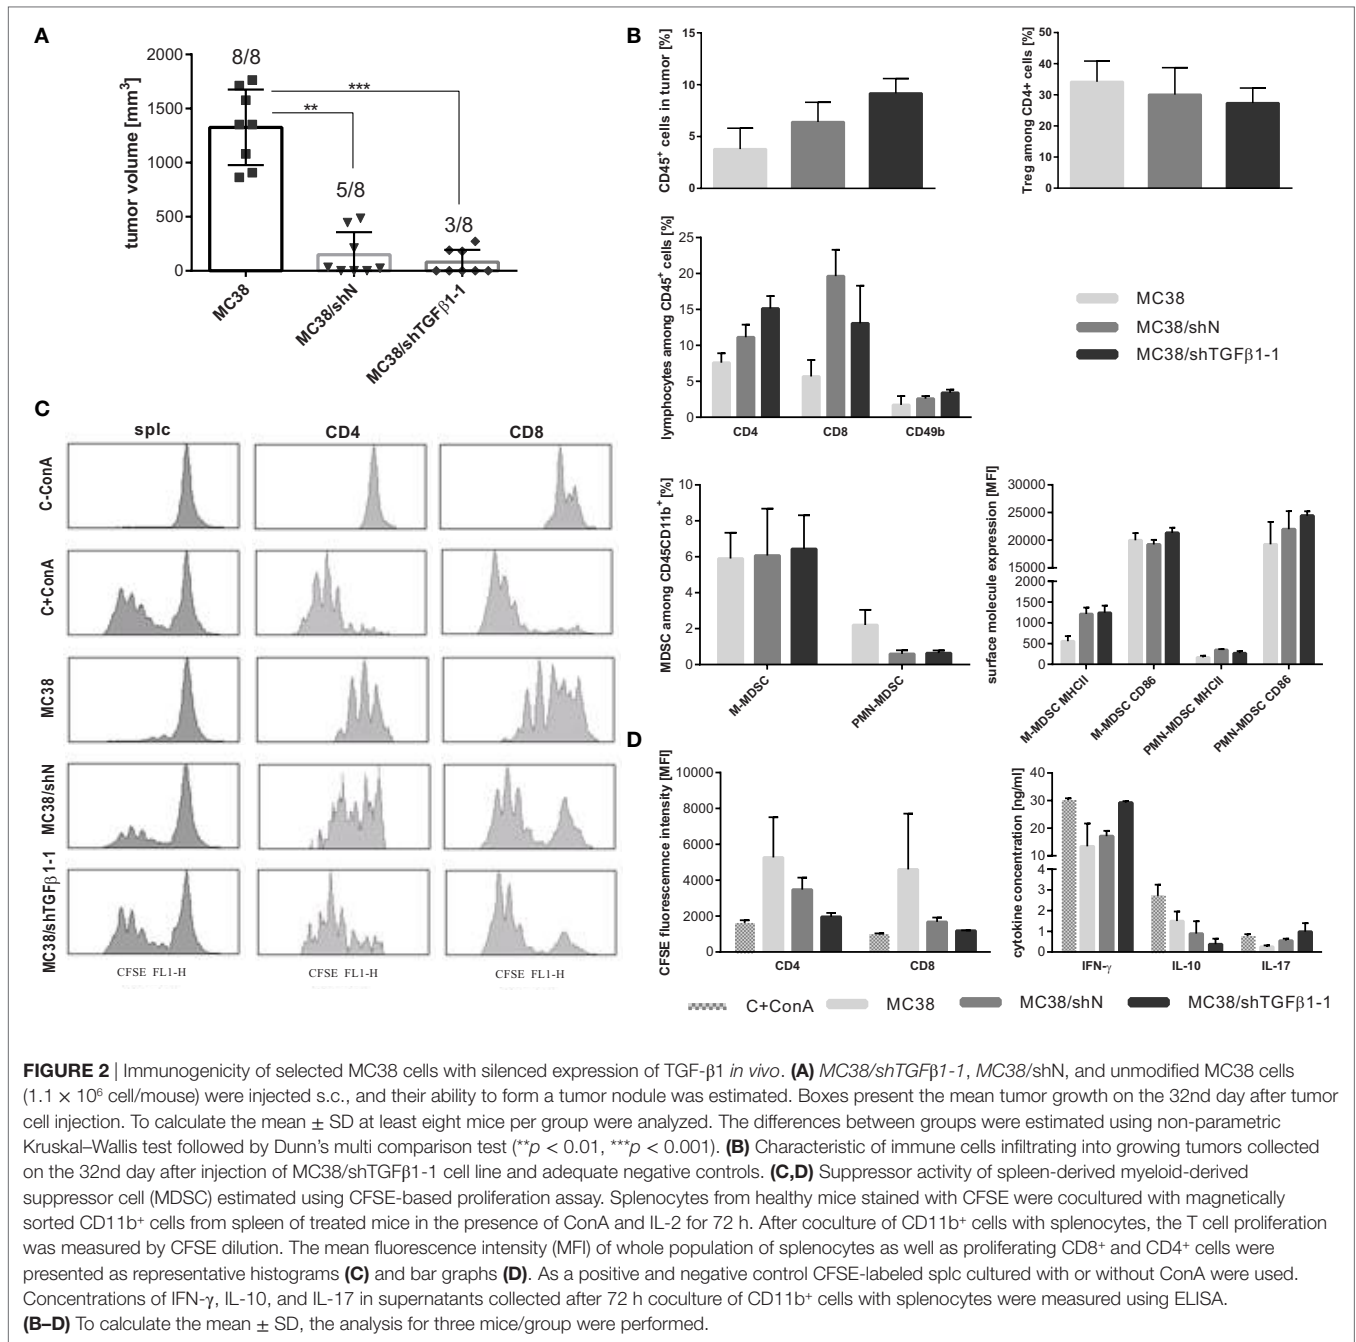 A
tumor volume [mm³]
2000
1500
1000
500
0
8/8
***
**
5/8
3/8
MC38
MC38/shN
MC38/shTGFβ1-1
B
CD45⁺ cells in tumor [%]
15
10
5
0
Treg among CD4+ cells [%]
50
40
30
20
10
0
lymphocytes among CD45⁺ cells [%]
25
20
15
10
5
0
CD4
CD8
CD49b
MC38
MC38/shN
MC38/shTGFβ1-1
MDSC among CD45CD11b⁺ [%]
10
8
6
4
2
0
M-MDSC
PMN-MDSC
surface molecule expression [MFI]
30000
25000
20000
15000
2000
1500
1000
500
0
M-MDSC MHCII
M-MDSC CD86
PMN-MDSC MHCII
PMN-MDSC CD86
C
splc
CD4
CD8
C-ConA
C+ConA
MC38
MC38/shN
MC38/shTGFβ1-1
CFSE FL1-H
CFSE FL1-H
CFSE FL1-H
D
CFSE fluorescemce intensity [MFI]
10000
8000
6000
4000
2000
0
CD4
CD8
cytokine concentration [ng/ml]
30
20
10
4
3
2
1
0
IFN-γ
IL-10
IL-17
C+ConA
MC38
MC38/shN
MC38/shTGFβ1-1
FIGURE 2 | Immunogenicity of selected MC38 cells with silenced expression of TGF-β1 in vivo. (A) MC38/shTGFβ1-1, MC38/shN, and unmodified MC38 cells
(1.1 × 10⁶ cell/mouse) were injected s.c., and their ability to form a tumor nodule was estimated. Boxes present the mean tumor growth on the 32nd day after tumor
cell injection. To calculate the mean ± SD at least eight mice per group were analyzed. The differences between groups were estimated using non-parametric
Kruskal–Wallis test followed by Dunn's multi comparison test (**p < 0.01, ***p < 0.001). (B) Characteristic of immune cells infiltrating into growing tumors collected
on the 32nd day after injection of MC38/shTGFβ1-1 cell line and adequate negative controls. (C,D) Suppressor activity of spleen-derived myeloid-derived
suppressor cell (MDSC) estimated using CFSE-based proliferation assay. Splenocytes from healthy mice stained with CFSE were cocultured with magnetically
sorted CD11b⁺ cells from spleen of treated mice in the presence of ConA and IL-2 for 72 h. After coculture of CD11b⁺ cells with splenocytes, the T cell proliferation
was measured by CFSE dilution. The mean fluorescence intensity (MFI) of whole population of splenocytes as well as proliferating CD8⁺ and CD4⁺ cells were
presented as representative histograms (C) and bar graphs (D). As a positive and negative control CFSE-labeled splc cultured with or without ConA were used.
Concentrations of IFN-γ, IL-10, and IL-17 in supernatants collected after 72 h coculture of CD11b⁺ cells with splenocytes were measured using ELISA.
(B–D) To calculate the mean ± SD, the analysis for three mice/group were performed.